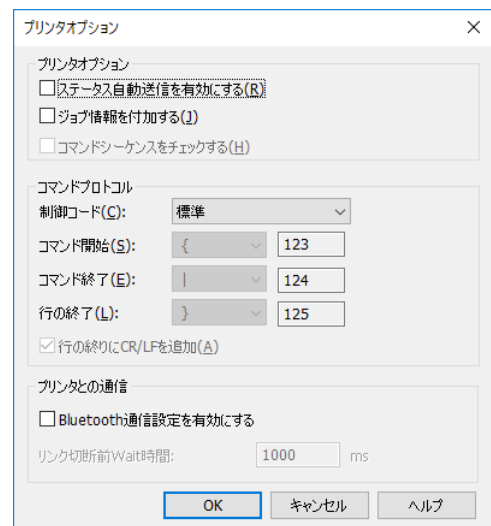 プリンタオプション
プリンタオプション
ステータス自動送信を有効にする(R)
ジョブ情報を付加する(J)
コマンドシーケンスをチェックする(H)
コマンドプロトコル
制御コード(C): 標準
コマンド開始(S): { 123
コマンド終了(E): | 124
行の終了(L): } 125
行の終りにCR/LFを追加(A)
プリンタとの通信
Bluetooth通信設定を有効にする
リンク切断前Wait時間: 1000 ms
OK キャンセル ヘルプ